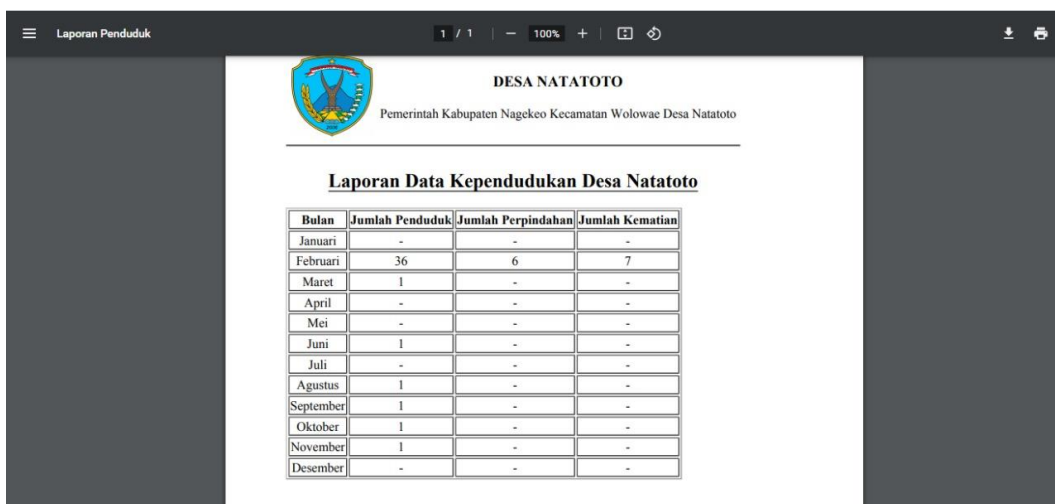 Laporan Penduduk 1 / 1 | − 100% + |
DESA NATATOTO
Pemerintah Kabupaten Nagekeo Kecamatan Wolowae Desa Natatoto
2006
Laporan Data Kependudukan Desa Natatoto
Bulan Jumlah Penduduk Jumlah Perpindahan Jumlah Kematian
Januari - - -
Februari 36 6 7
Maret 1 - -
April - - -
Mei - - -
Juni 1 - -
Juli - - -
Agustus 1 - -
September 1 - -
Oktober 1 - -
November 1 - -
Desember - - -